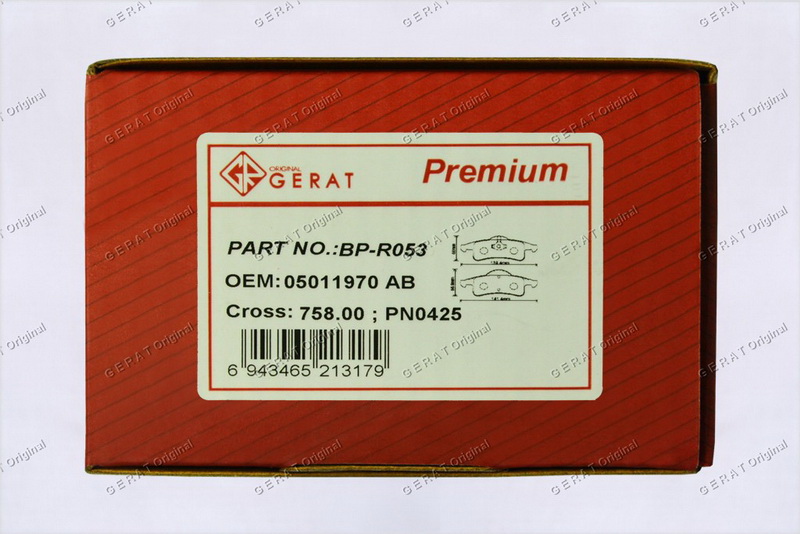 ORIGINAL
GERAT
Premium
PART NO.:BP-R053
OEM:05011970 AB
Cross: 758.00 ; PN0425
6 943465 213179
GERAT Original